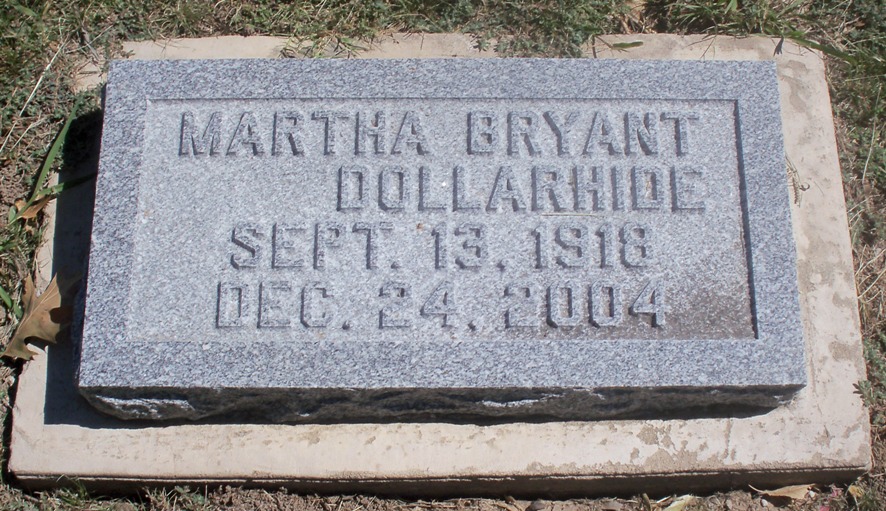 MARTHA BRYANT
DOLLARHIDE
SEPT. 13, 1918
DEC. 24, 2004